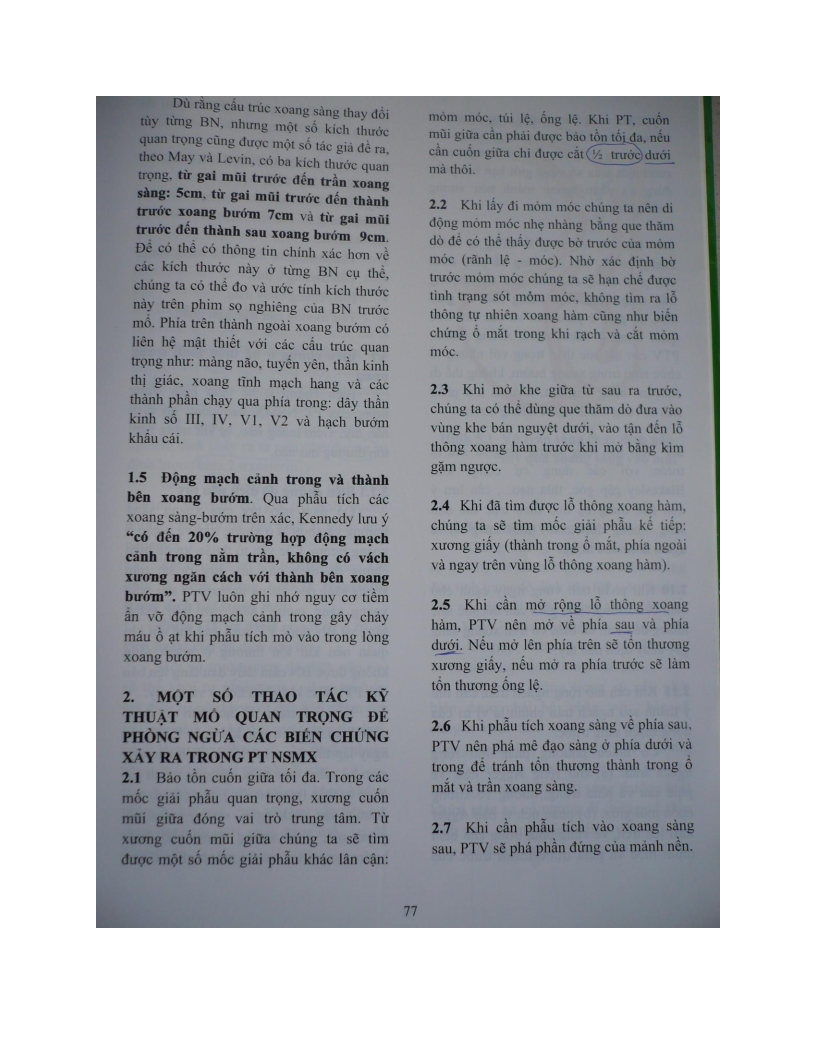 Dù rằng cấu trúc xoang sàng thay đổi
tùy từng BN, nhưng một số kích thước
quan trọng cũng được một số tác giả đề ra,
theo May và Levin, có ba kích thước quan
trọng, từ gai mũi trước đến trần xoang
sàng: 5cm, từ gai mũi trước đến thành
trước xoang bướm 7cm và từ gai mũi
trước đến thành sau xoang bướm 9cm.
Để có thể có thông tin chính xác hơn về
các kích thước này ở từng BN cụ thể,
chúng ta có thể đo và ước tính kích thước
này trên phim sọ nghiêng của BN trước
mổ. Phía trên thành ngoài xoang bướm có
liên hệ mật thiết với các cấu trúc quan
trọng như: màng não, tuyến yên, thần kinh
thị giác, xoang tĩnh mạch hang và các
thành phần chạy qua phía trong: dây thần
kinh số III, IV, V1, V2 và hạch bướm
khẩu cái.
1.5 Động mạch cảnh trong và thành
bên xoang bướm. Qua phẫu tích các
xoang sàng-bướm trên xác, Kennedy lưu ý
“có đến 20% trường hợp động mạch
cảnh trong nằm trần, không có vách
xương ngăn cách với thành bên xoang
bướm”. PTV luôn ghi nhớ nguy cơ tiềm
ẩn vỡ động mạch cảnh trong gây chảy
máu ồ ạt khi phẫu tích mò vào trong lòng
xoang bướm.
2. MỘT SỐ THAO TÁC KỸ
THUẬT MỔ QUAN TRỌNG ĐỂ
PHÒNG NGỪA CÁC BIẾN CHỨNG
XẢY RA TRONG PT NSMX
2.1 Bảo tồn cuốn giữa tối đa. Trong các
mốc giải phẫu quan trọng, xương cuốn
mũi giữa đóng vai trò trung tâm. Từ
xương cuốn mũi giữa chúng ta sẽ tìm
được một số mốc giải phẫu khác lân cận:
mỏm móc, túi lệ, ống lệ. Khi PT, cuốn
mũi giữa cần phải được bảo tồn tối đa, nếu
cần cuốn giữa chỉ được cắt ½ trước dưới
mà thôi.
2.2 Khi lấy đi mỏm móc chúng ta nên di
động mỏm móc nhẹ nhàng bằng que thăm
dò để có thể thấy được bờ trước của mỏm
móc (rãnh lệ - móc). Nhờ xác định bờ
trước mỏm móc chúng ta sẽ hạn chế được
tình trạng sót mỏm móc, không tìm ra lỗ
thông tự nhiên xoang hàm cũng như biến
chứng ổ mắt trong khi rạch và cắt mỏm
móc.
2.3 Khi mở khe giữa từ sau ra trước,
chúng ta có thể dùng que thăm dò đưa vào
vùng khe bán nguyệt dưới, vào tận đến lỗ
thông xoang hàm trước khi mở bằng kìm
gặm ngược.
2.4 Khi đã tìm được lỗ thông xoang hàm,
chúng ta sẽ tìm mốc giải phẫu kế tiếp:
xương giấy (thành trong ổ mắt, phía ngoài
và ngay trên vùng lỗ thông xoang hàm).
2.5 Khi cần mở rộng lỗ thông xoang
hàm, PTV nên mở về phía sau và phía
dưới. Nếu mở lên phía trên sẽ tổn thương
xương giấy, nếu mở ra phía trước sẽ làm
tổn thương ống lệ.
2.6 Khi phẫu tích xoang sàng về phía sau,
PTV nên phá mê đạo sàng ở phía dưới và
trong để tránh tổn thương thành trong ổ
mắt và trần xoang sàng.
2.7 Khi cần phẫu tích vào xoang sàng
sau, PTV sẽ phá phần đứng của mảnh nền.
77